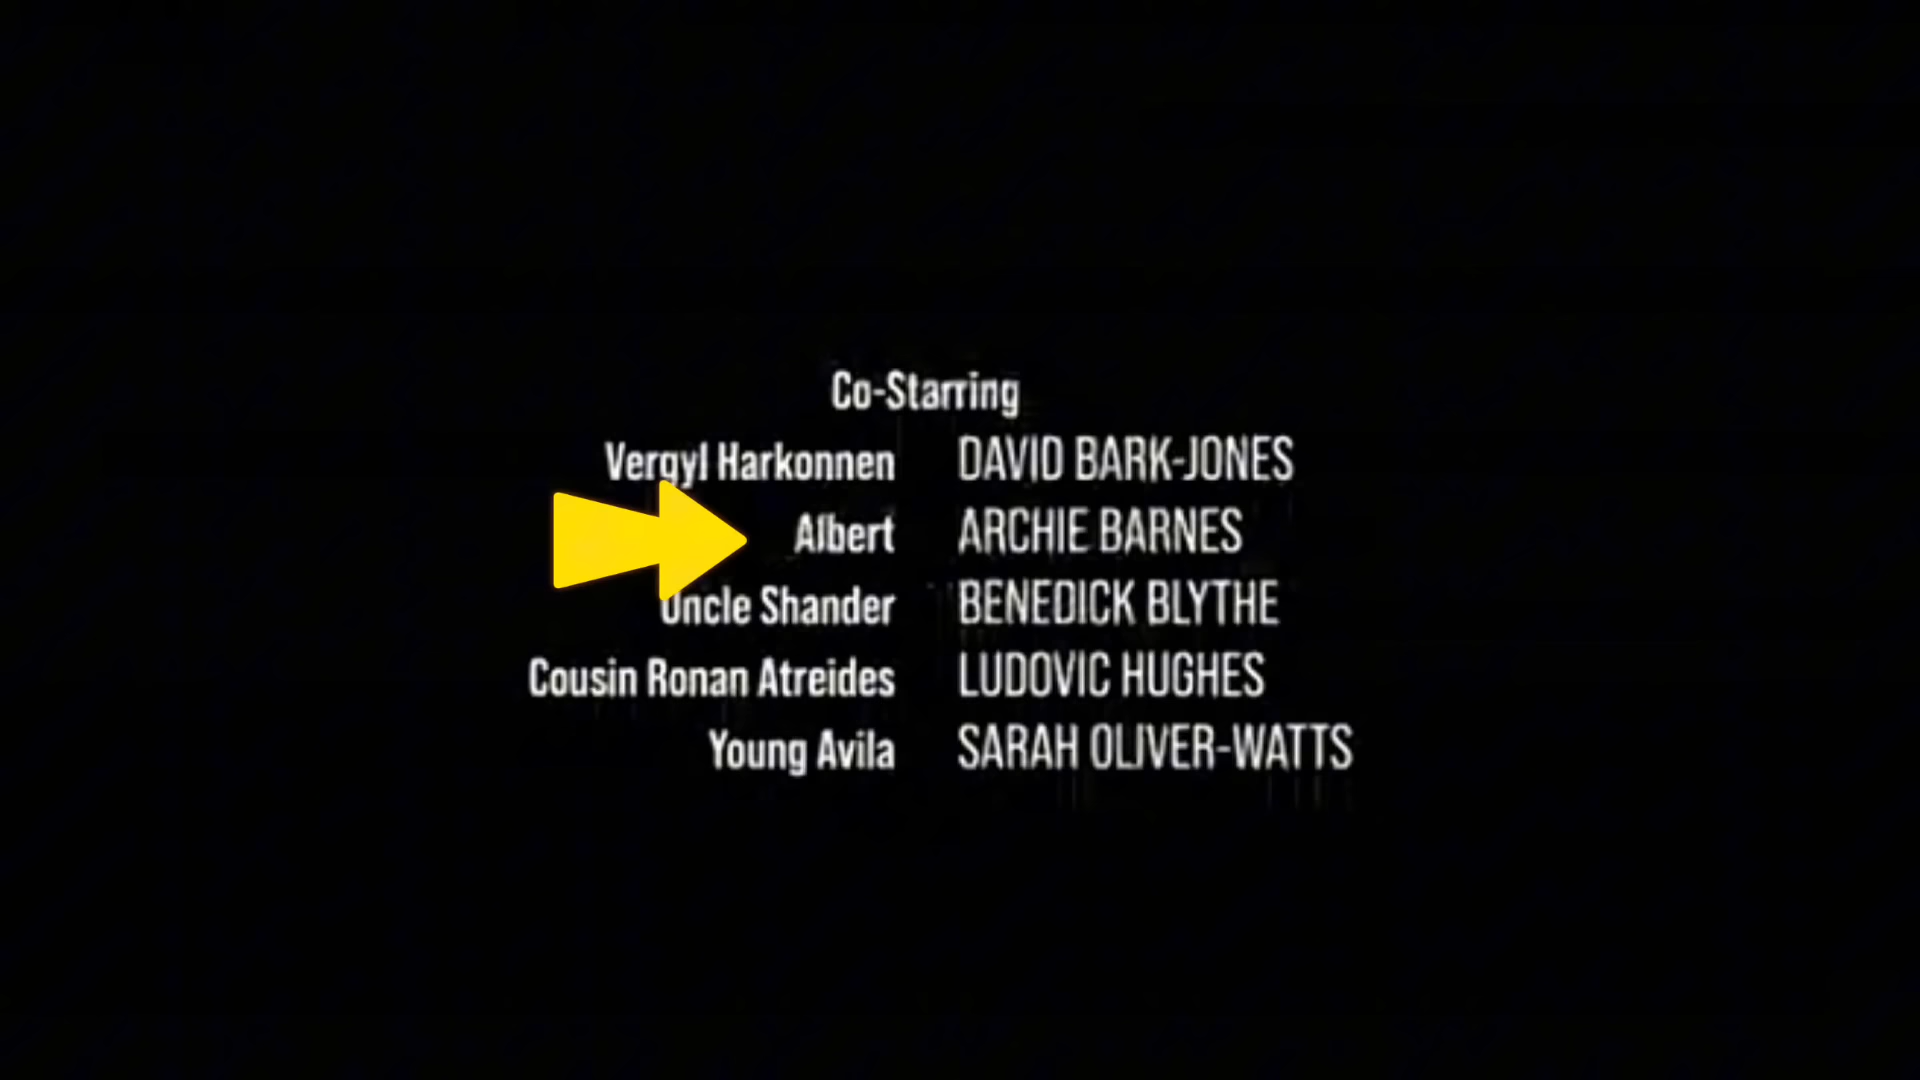 Co-Starring
Vergyl Harkonnen DAVID BARK-JONES
Albert ARCHIE BARNES
Uncle Shander BENEDICK BLYTHE
Cousin Ronan Atreides LUDOVIC HUGHES
Young Avila SARAH OLIVER-WATTS